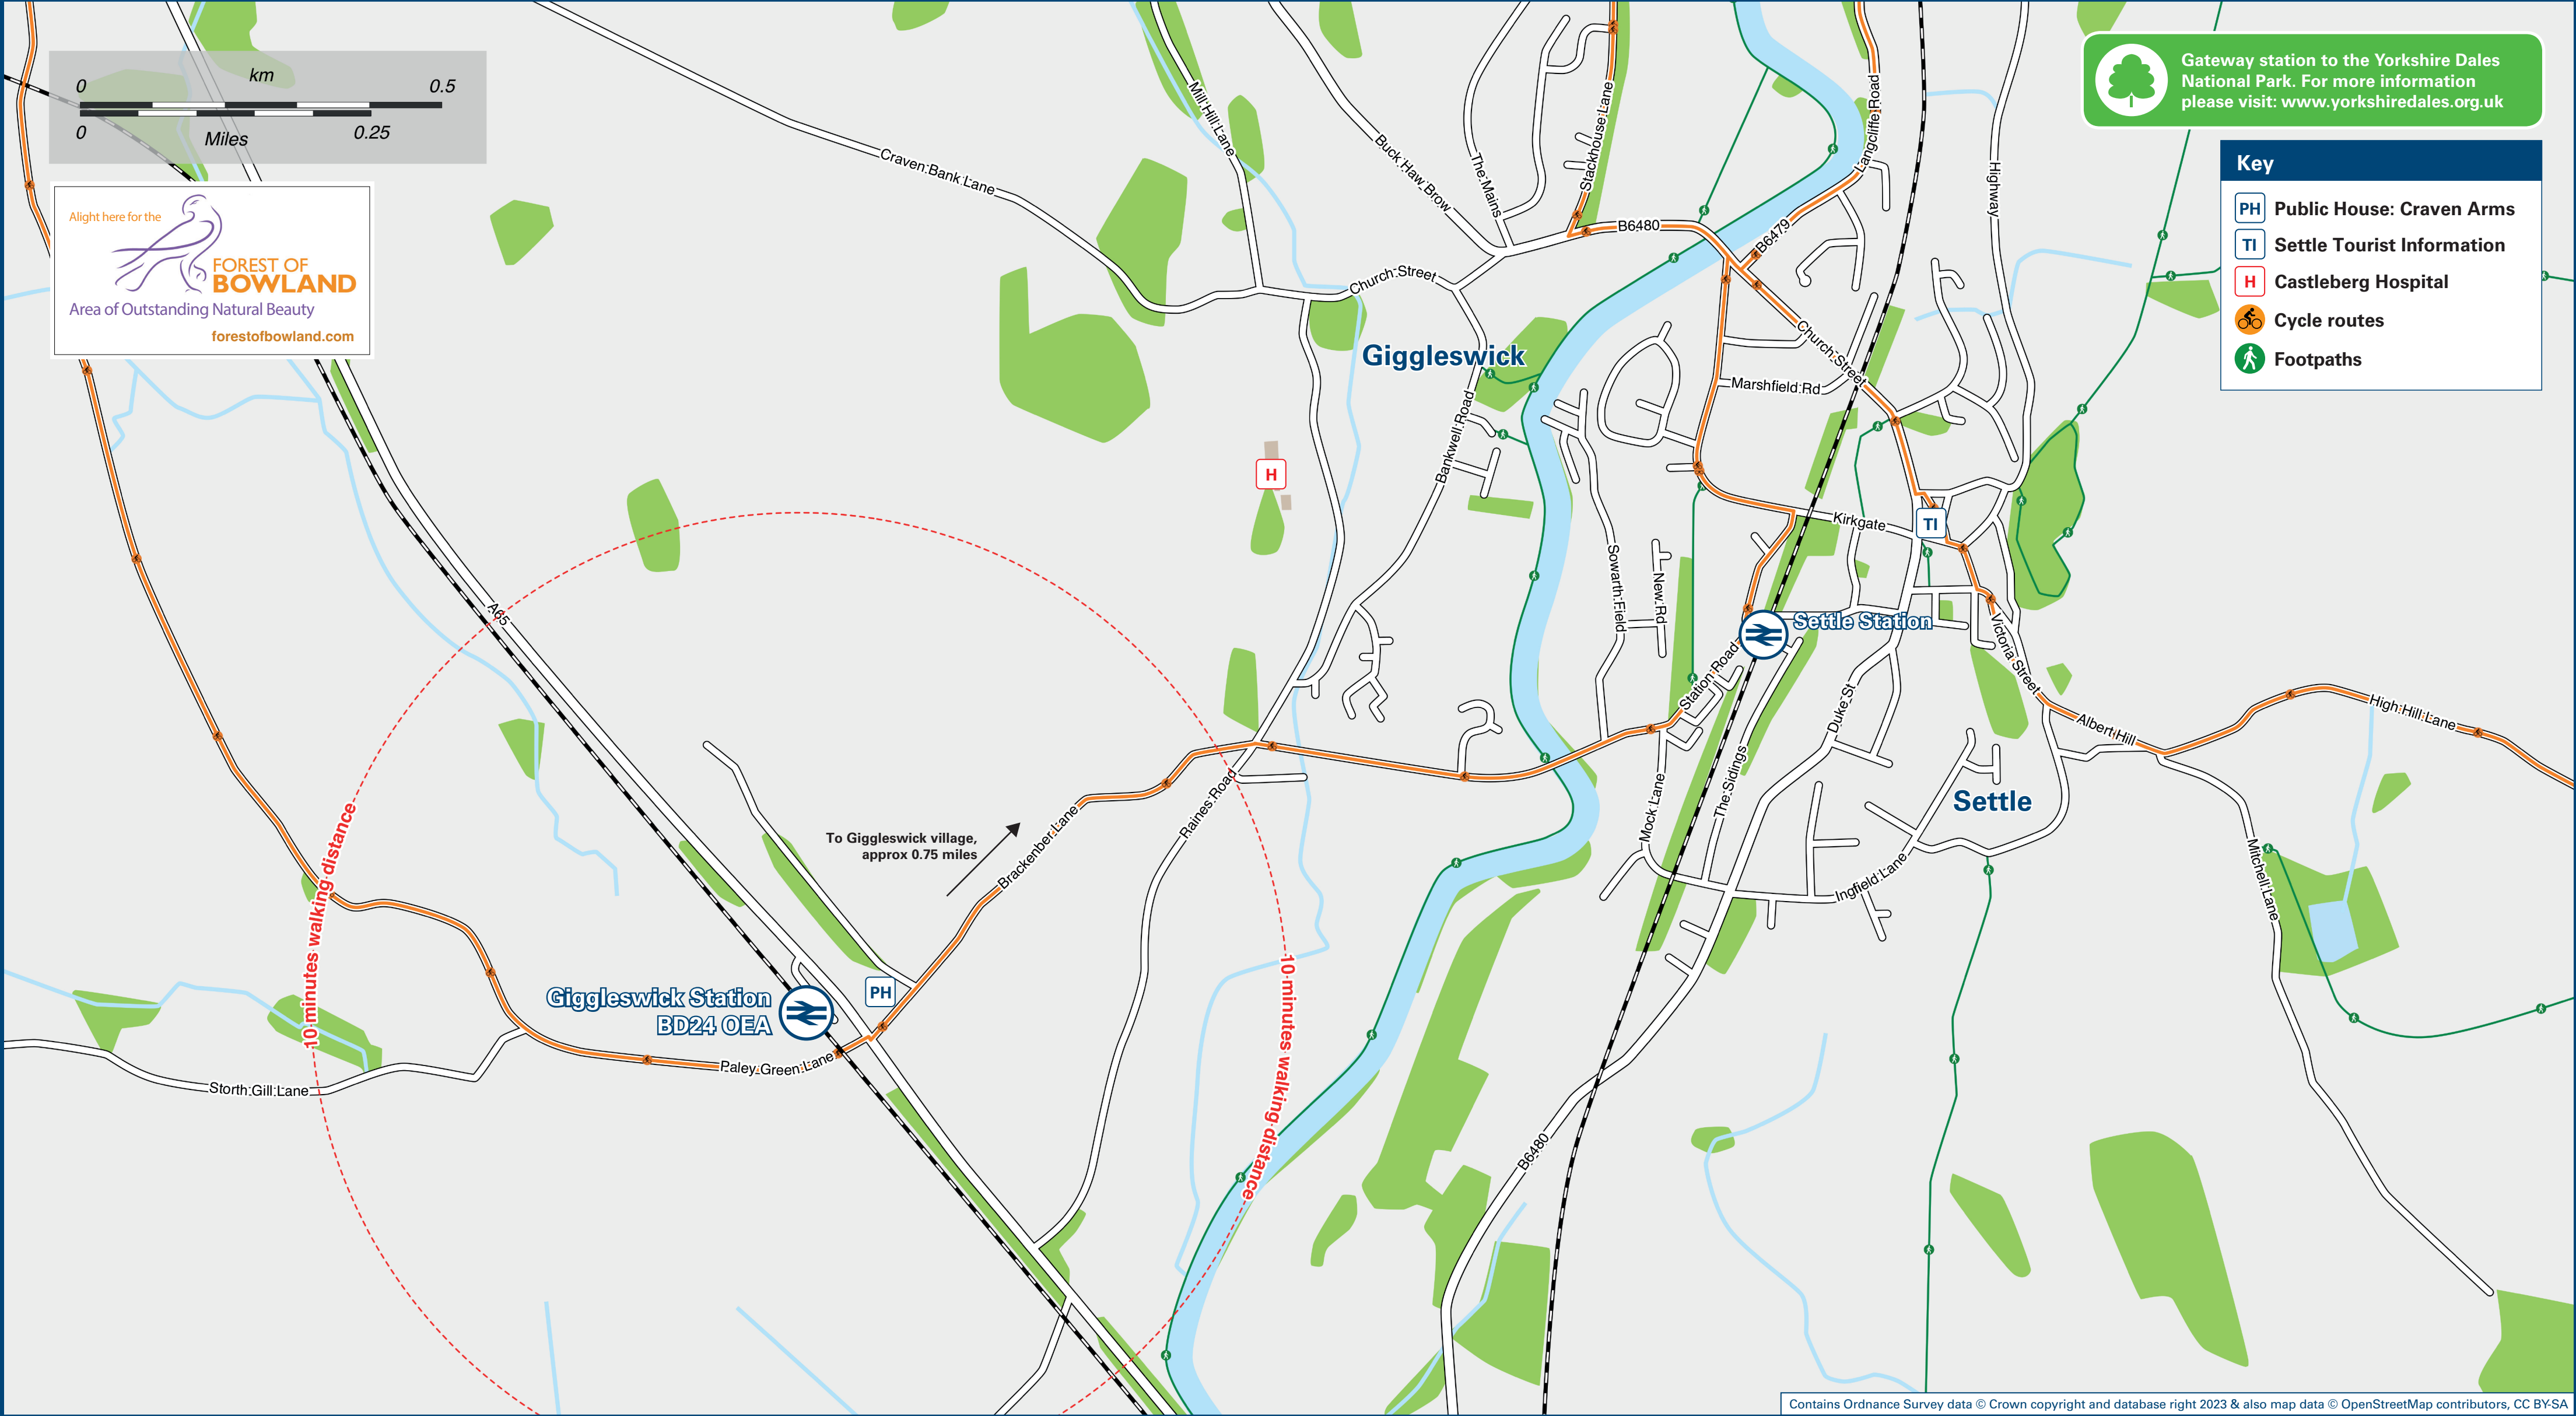 km
0
0.5
0
0.25
Miles
Alight here for the
FOREST OF
BOWLAND
Area of Outstanding Natural Beauty
forestofbowland.com
Gateway station to the Yorkshire Dales
National Park. For more information
please visit: www.yorkshiredales.org.uk
Key
PH Public House: Craven Arms
TI Settle Tourist Information
H Castleberg Hospital
Cycle routes
Footpaths
Mill Hill Lane
Craven Bank Lane
Buck Haw Brow
The Mains
Stackhouse Lane
Langcliffe Road
Highway
B6480
B6479
Church Street
Church Street
Giggleswick
Marshfield Rd
Bankwell Road
H
Kirkgate
TI
A65
Sowarth Field
New Rd
Settle Station
Station Road
Victoria Street
Duke St
Albert Hill
High Hill Lane
The Sidings
Mock Lane
Settle
Raines Road
To Giggleswick village,
approx 0.75 miles
Brackenber Lane
Ingfield Lane
Mitchell Lane
10 minutes walking distance
10 minutes walking distance
PH
Giggleswick Station
BD24 OEA
Paley Green Lane
Storth Gill Lane
B6480
Contains Ordnance Survey data © Crown copyright and database right 2023 & also map data © OpenStreetMap contributors, CC BY-SA